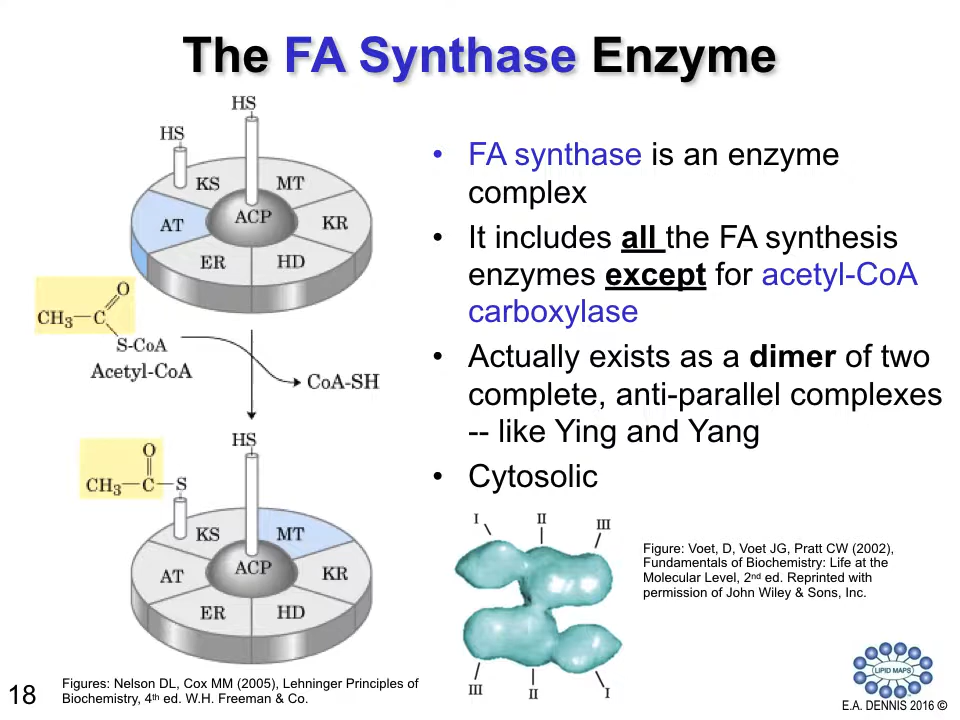 The FA Synthase Enzyme
HS
HS
KS
MT
AT
ACP
KR
ER
HD
O
CH₃—C
S-CoA
Acetyl-CoA
CoA-SH
HS
O
CH₃—C—S
KS
MT
AT
ACP
KR
ER
HD
• FA synthase is an enzyme
complex
• It includes all the FA synthesis
enzymes except for acetyl-CoA
carboxylase
• Actually exists as a dimer of two
complete, anti-parallel complexes
-- like Ying and Yang
• Cytosolic
I
II
III
III
II
I
Figure: Voet, D, Voet JG, Pratt CW (2002),
Fundamentals of Biochemistry: Life at the
Molecular Level, 2nd ed. Reprinted with
permission of John Wiley & Sons, Inc.
18
Figures: Nelson DL, Cox MM (2005), Lehninger Principles of
Biochemistry, 4th ed. W.H. Freeman & Co.
LIPID MAPS
E.A. DENNIS 2016 ©